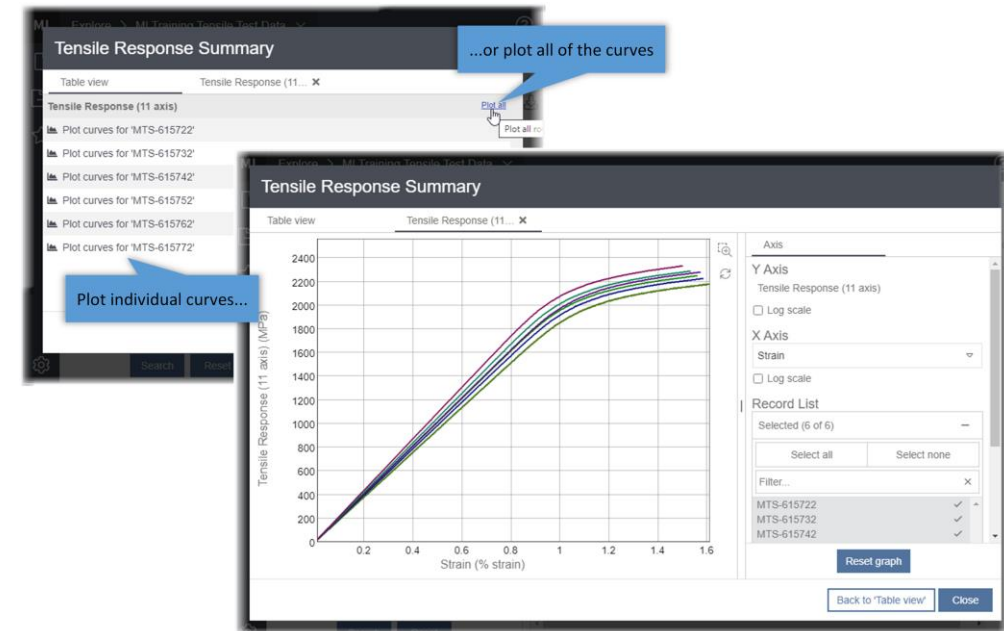 MI Explore > MI Training Tensile Test Data
Tensile Response Summary
...or plot all of the curves
Table view
Tensile Response (11... ×
Tensile Response (11 axis)
Plot all
Plot all ro
Plot curves for 'MTS-615722'
Plot curves for 'MTS-615732'
Plot curves for 'MTS-615742'
Plot curves for 'MTS-615752'
Plot curves for 'MTS-615762'
Plot curves for 'MTS-615772'
Plot individual curves...
Search
Reset
MI Explore > MI Training Tensile Test Data
Tensile Response Summary
Table view
Tensile Response (11... ×
Tensile Response (11 axis) (MPa)
2400
2200
2000
1800
1600
1400
1200
1000
800
600
400
200
0
0.2
0.4
0.6
0.8
1
1.2
1.4
1.6
Strain (% strain)
Axis
Y Axis
Tensile Response (11 axis)
Log scale
X Axis
Strain
Log scale
Record List
Selected (6 of 6)
Select all
Select none
Filter...
MTS-615722
MTS-615732
MTS-615742
Reset graph
Back to 'Table view'
Close